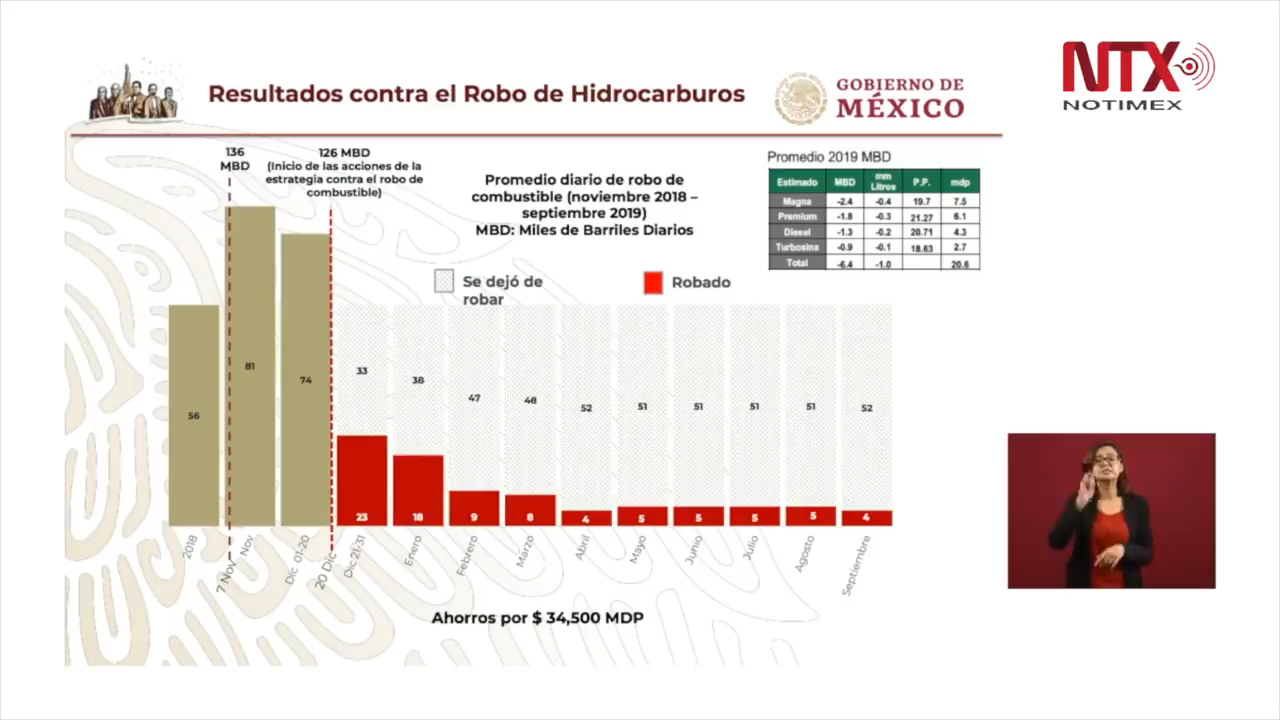 Resultados contra el Robo de Hidrocarburos
GOBIERNO DE
MÉXICO
NTX
NOTIMEX
136
MBD
126 MBD
(Inicio de las acciones de la
estrategia contra el robo de
combustible)
Promedio diario de robo de
combustible (noviembre 2018 –
septiembre 2019)
MBD: Miles de Barriles Diarios
Promedio 2019 MBD
Estimado MBD mm Litros P.P. mdp
Magna -2.4 -0.4 19.7 7.5
Premium -1.8 -0.3 21.27 6.1
Diesel -1.3 -0.2 20.71 4.3
Turbosina -0.9 -0.1 18.63 2.7
Total -6.4 -1.0 20.6
Se dejó de
robar
Robado
56 81 74 33 38 47 48 52 51 51 51 51 52
23 18 9 8 4 5 5 5 5 4
2018 7 Nov Nov Dic 01-20 20 Dic Dic 21-31 Enero Febrero Marzo Abril Mayo Junio Julio Agosto Septiembre
Ahorros por $ 34,500 MDP